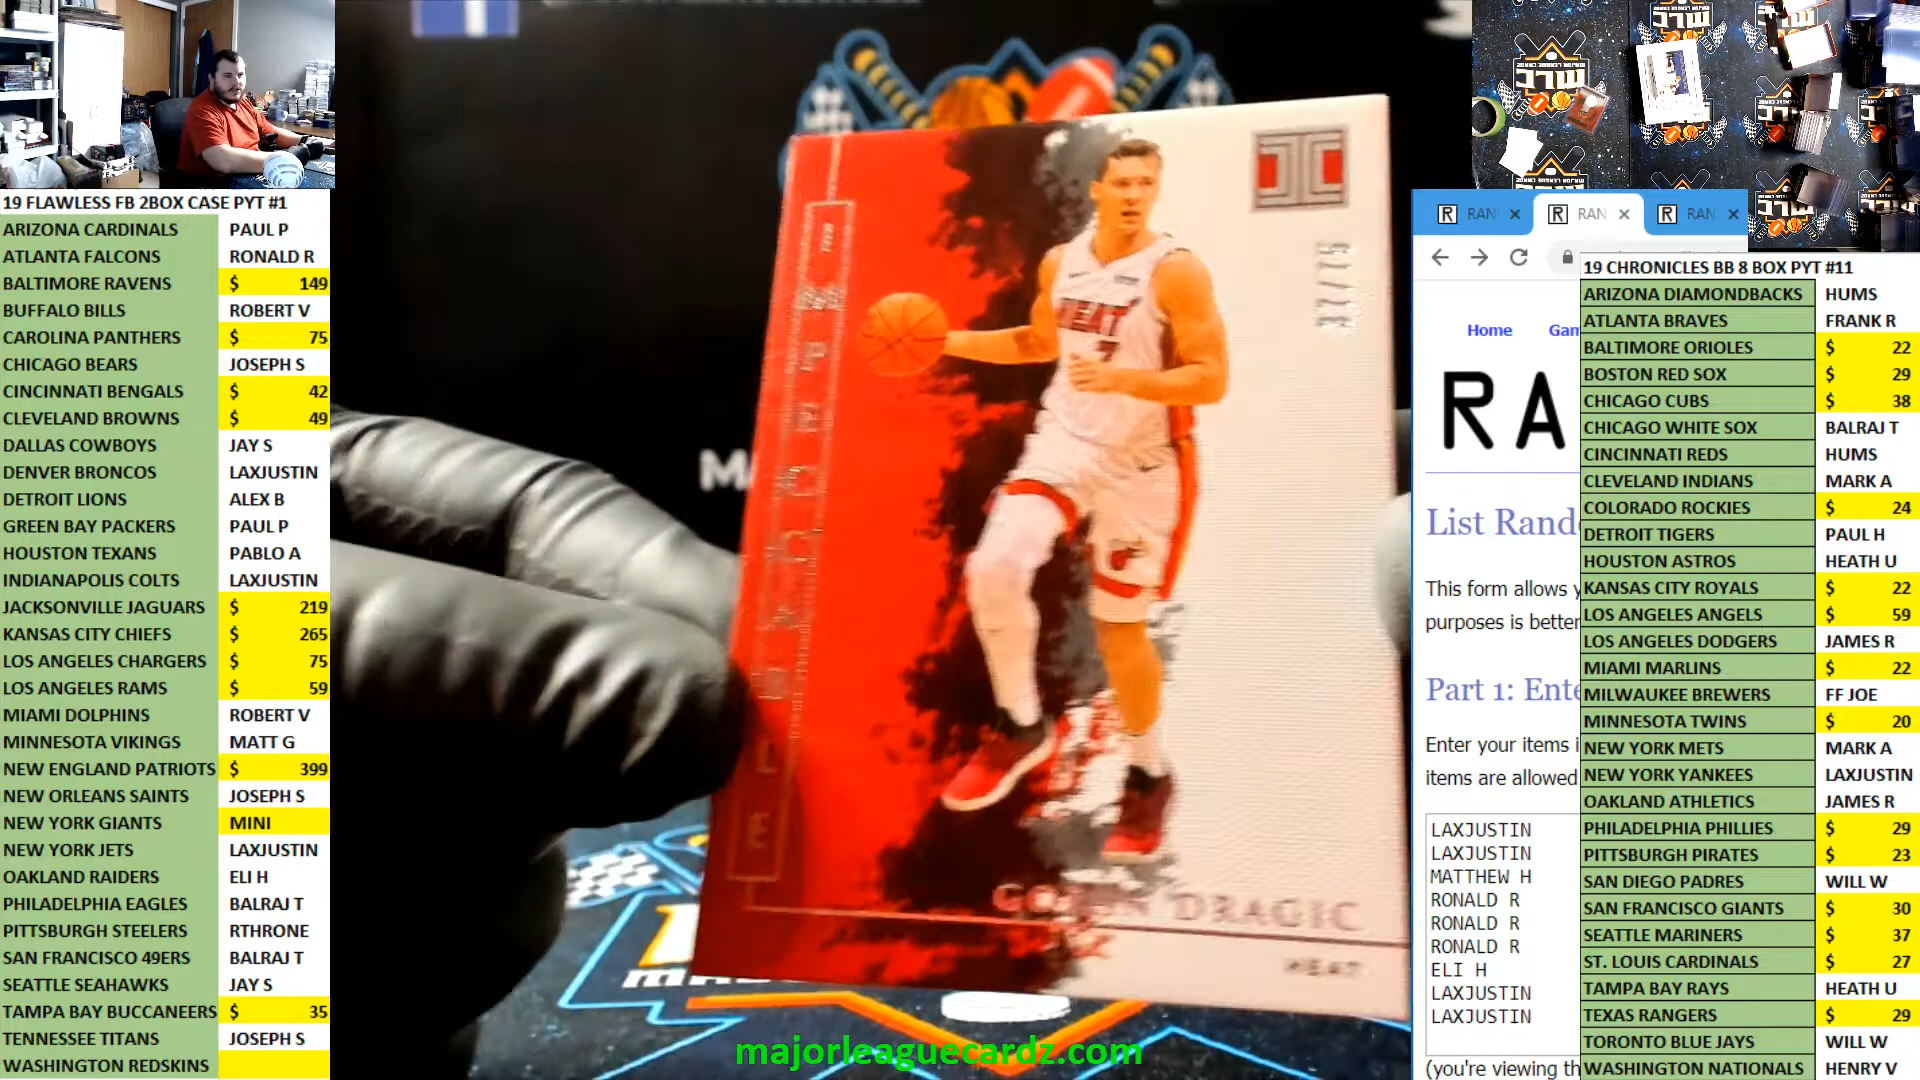 19 FLAWLESS FB 2BOX CASE PYT #1
ARIZONA CARDINALS PAUL P
ATLANTA FALCONS RONALD R
BALTIMORE RAVENS $ 149
BUFFALO BILLS ROBERT V
CAROLINA PANTHERS $ 75
CHICAGO BEARS JOSEPH S
CINCINNATI BENGALS $ 42
CLEVELAND BROWNS $ 49
DALLAS COWBOYS JAY S
DENVER BRONCOS LAXJUSTIN
DETROIT LIONS ALEX B
GREEN BAY PACKERS PAUL P
HOUSTON TEXANS PABLO A
INDIANAPOLIS COLTS LAXJUSTIN
JACKSONVILLE JAGUARS $ 219
KANSAS CITY CHIEFS $ 265
LOS ANGELES CHARGERS $ 75
LOS ANGELES RAMS $ 59
MIAMI DOLPHINS ROBERT V
MINNESOTA VIKINGS MATT G
NEW ENGLAND PATRIOTS $ 399
NEW ORLEANS SAINTS JOSEPH S
NEW YORK GIANTS MINI
NEW YORK JETS LAXJUSTIN
OAKLAND RAIDERS ELI H
PHILADELPHIA EAGLES BALRAJ T
PITTSBURGH STEELERS RTHRONE
SAN FRANCISCO 49ERS BALRAJ T
SEATTLE SEAHAWKS JAY S
TAMPA BAY BUCCANEERS $ 35
TENNESSEE TITANS JOSEPH S
WASHINGTON REDSKINS
IMPECCABLE
HEAT
7
DRAGIC
HEAT
majorleaguecardz.com
RAN RAN RAN
Home Gam
RA
List Rand
This form allows y
purposes is better
Part 1: Ente
Enter your items i
items are allowed
LAXJUSTIN
LAXJUSTIN
MATTHEW H
RONALD R
RONALD R
RONALD R
ELI H
LAXJUSTIN
LAXJUSTIN
(you're viewing th
19 CHRONICLES BB 8 BOX PYT #11
ARIZONA DIAMONDBACKS HUMS
ATLANTA BRAVES FRANK R
BALTIMORE ORIOLES $ 22
BOSTON RED SOX $ 29
CHICAGO CUBS $ 38
CHICAGO WHITE SOX BALRAJ T
CINCINNATI REDS HUMS
CLEVELAND INDIANS MARK A
COLORADO ROCKIES $ 24
DETROIT TIGERS PAUL H
HOUSTON ASTROS HEATH U
KANSAS CITY ROYALS $ 22
LOS ANGELES ANGELS $ 59
LOS ANGELES DODGERS JAMES R
MIAMI MARLINS $ 22
MILWAUKEE BREWERS FF JOE
MINNESOTA TWINS $ 20
NEW YORK METS MARK A
NEW YORK YANKEES LAXJUSTIN
OAKLAND ATHLETICS JAMES R
PHILADELPHIA PHILLIES $ 29
PITTSBURGH PIRATES $ 23
SAN DIEGO PADRES WILL W
SAN FRANCISCO GIANTS $ 30
SEATTLE MARINERS $ 37
ST. LOUIS CARDINALS $ 27
TAMPA BAY RAYS HEATH U
TEXAS RANGERS $ 29
TORONTO BLUE JAYS WILL W
WASHINGTON NATIONALS HENRY V